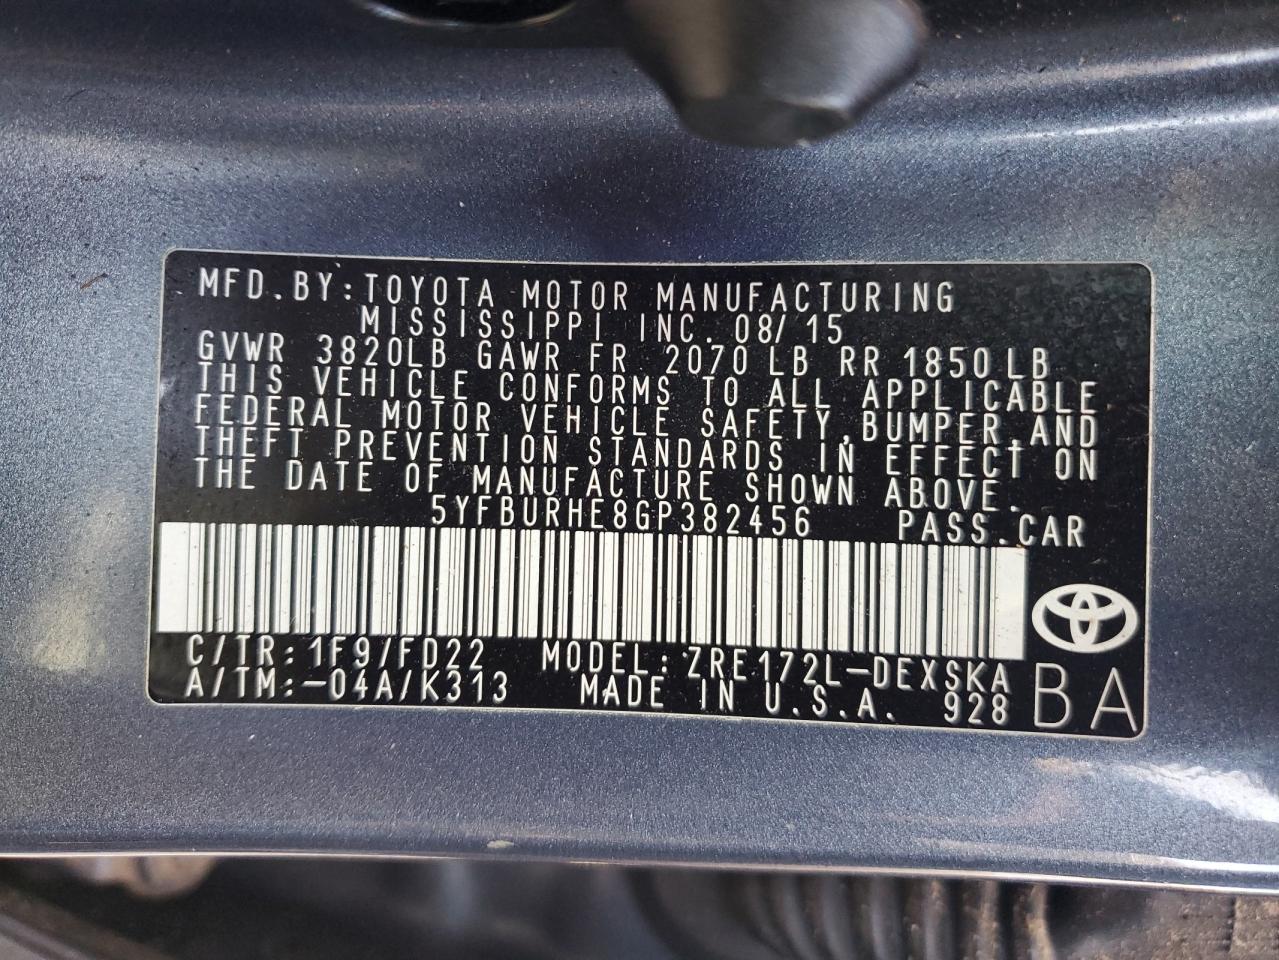 MFD.BY:TOYOTA MOTOR MANUFACTURING
MISSISSIPPI INC. 08/15
GVWR 3820LB GAWR FR 2070 LB RR 1850 LB
THIS VEHICLE CONFORMS TO ALL APPLICABLE
FEDERAL MOTOR VEHICLE SAFETY,BUMPER,AND
THEFT PREVENTION STANDARDS IN EFFECT ON
THE DATE OF MANUFACTURE SHOWN ABOVE.
5YFBURHE8GP382456 PASS.CAR
C/TR:1F9/FD22 MODEL:ZRE172L-DEXSKA
A/TM:-04A/K313 MADE IN U.S.A. 928 BA